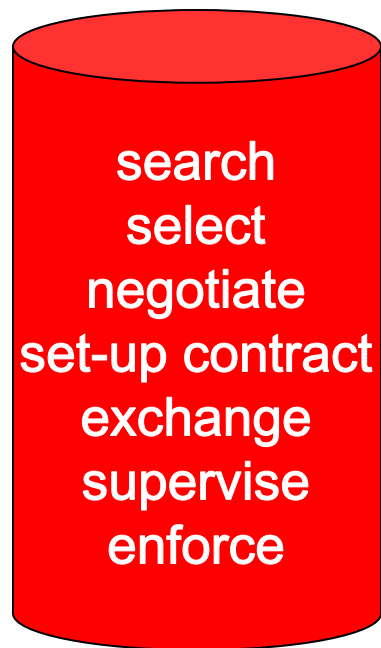 search
select
negotiate
set-up contract
exchange
supervise
enforce